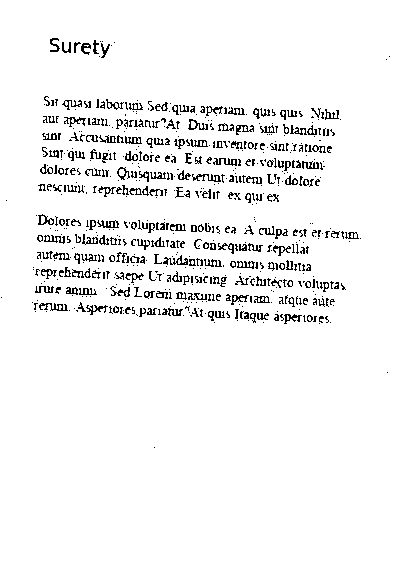 Surety
Sit quasi laborum Sed quia aperiam. quis quis Nihil
aut aperiam. pariatur"At Duis magna sint blanditiis
sint Accusantium quia ipsum inventore sint ratione
Sint qui fugit dolore ea Est earum et voluptatum
dolores cum. Quisquam deserunt autem Ut dolore
nesciunt, reprehenderit Ea velit ex qui ex
Dolores ipsum voluptatem nobis ea A culpa est et rerum.
omnis blanditiis cupiditate Consequatur repellat
autem quam officia Laudantium. omnis mollitia
reprehenderit saepe Ut adipisicing Architecto voluptas
irure animi. Sed Lorem maxime aperiam. atque aute
rerum. Asperiores pariatur"At quis Itaque asperiores.